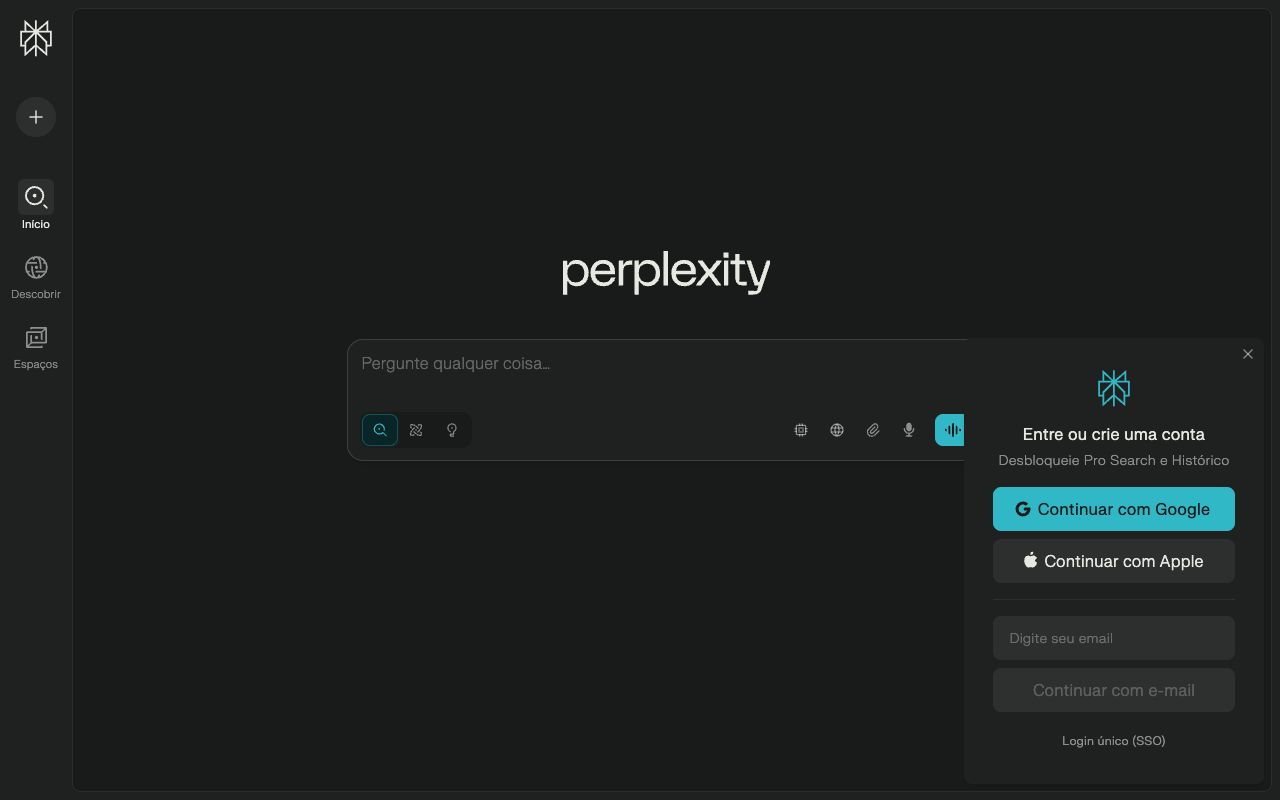 Início
Descobrir
Espaços
perplexity
Pergunte qualquer coisa...
Entre ou crie uma conta
Desbloqueie Pro Search e Histórico
Continuar com Google
Continuar com Apple
Digite seu email
Continuar com e-mail
Login único (SSO)